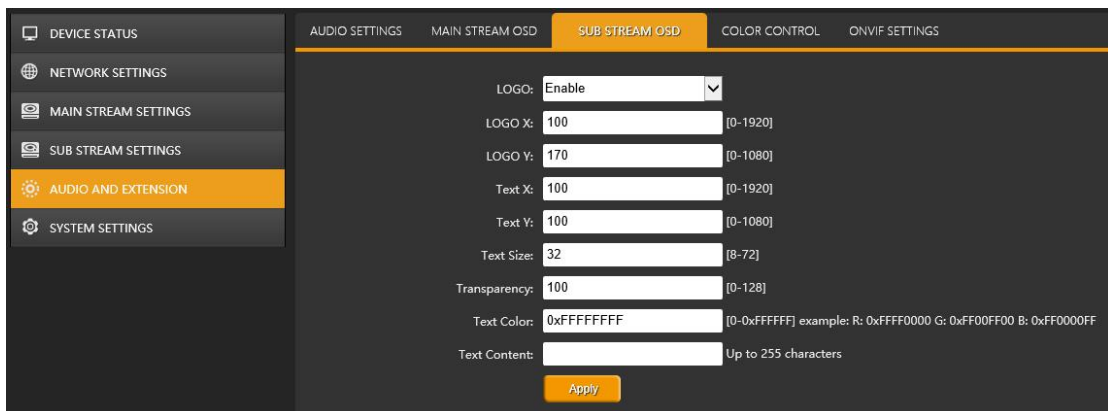 DEVICE STATUS
NETWORK SETTINGS
MAIN STREAM SETTINGS
SUB STREAM SETTINGS
AUDIO AND EXTENSION
SYSTEM SETTINGS
AUDIO SETTINGS MAIN STREAM OSD SUB STREAM OSD COLOR CONTROL ONVIF SETTINGS
LOGO: Enable
LOGO X: 100 [0-1920]
LOGO Y: 170 [0-1080]
Text X: 100 [0-1920]
Text Y: 100 [0-1080]
Text Size: 32 [8-72]
Transparency: 100 [0-128]
Text Color: 0xFFFFFFFF [0-0xFFFFFF] example: R: 0xFFFF0000 G: 0xFF00FF00 B: 0xFF0000FF
Text Content: Up to 255 characters
Apply